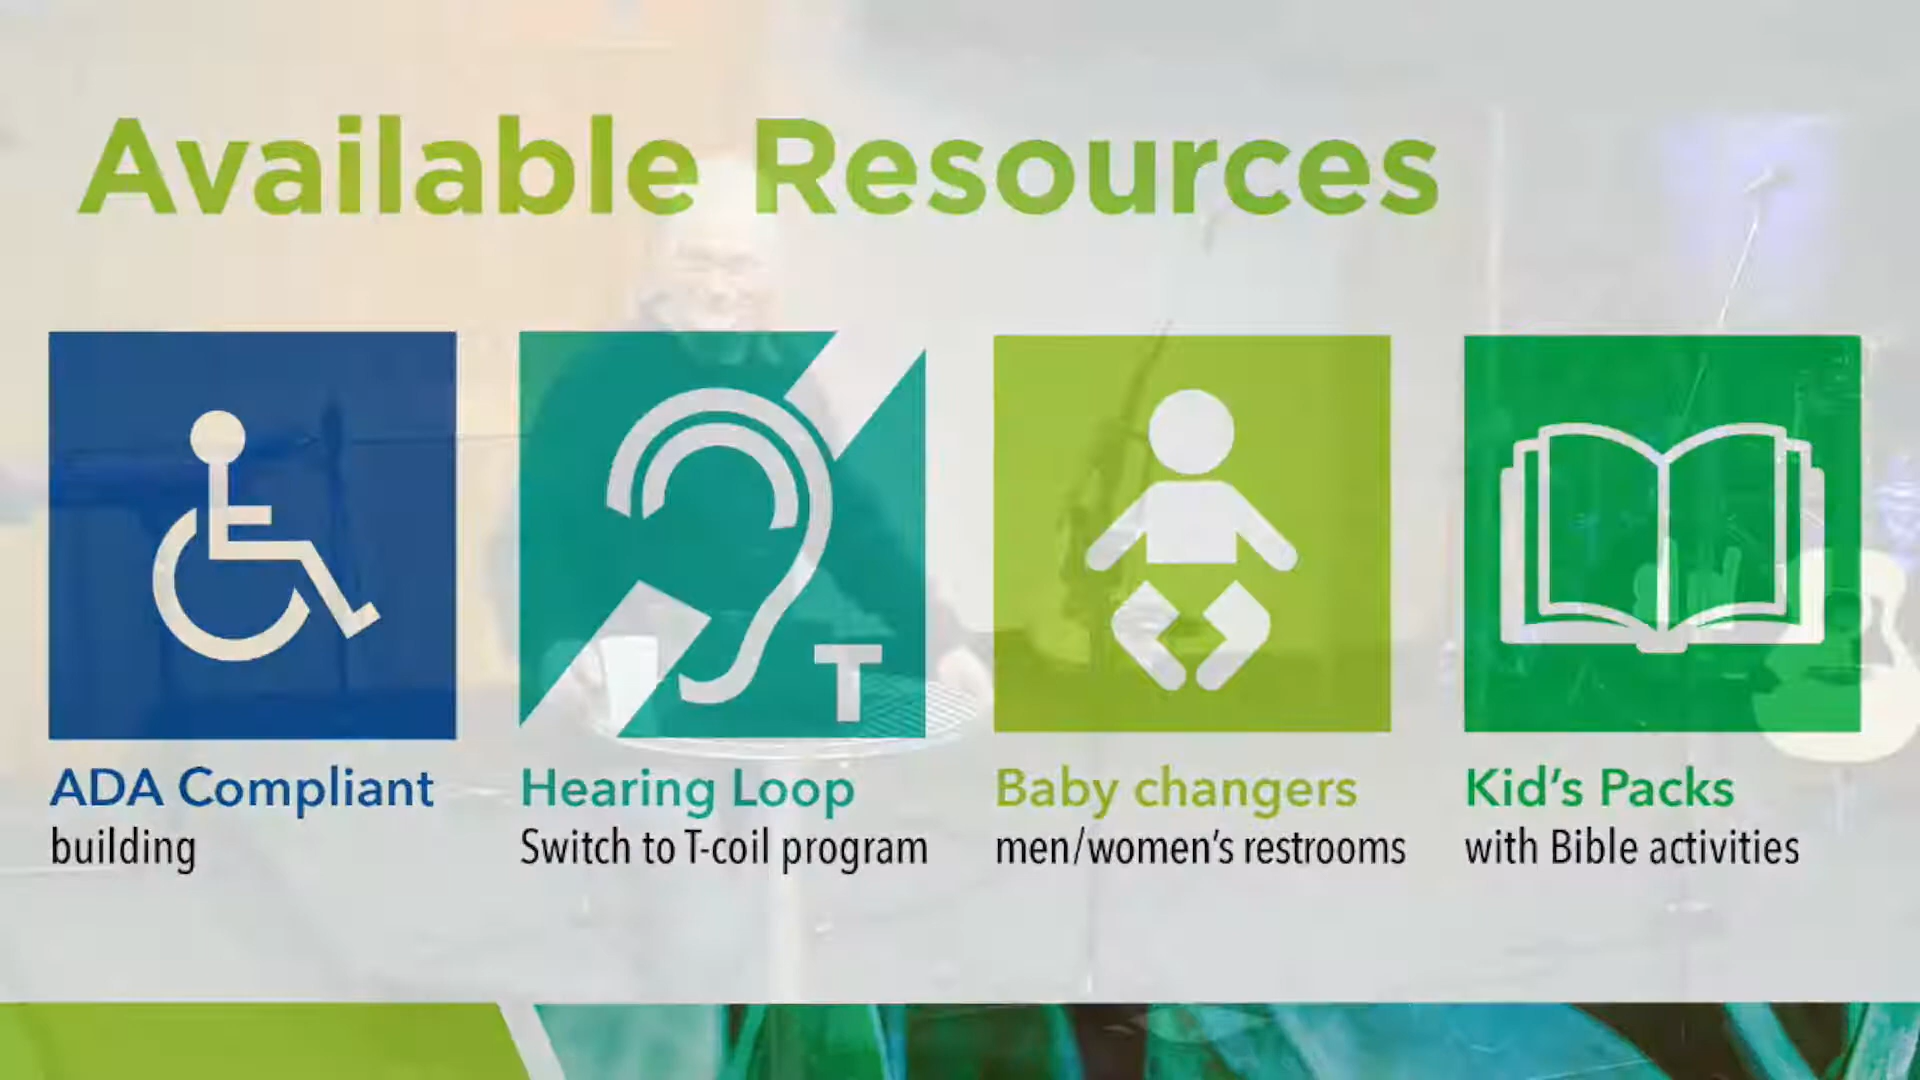 Available Resources
T
ADA Compliant
building
Hearing Loop
Switch to T-coil program
Baby changers
men/women's restrooms
Kid's Packs
with Bible activities